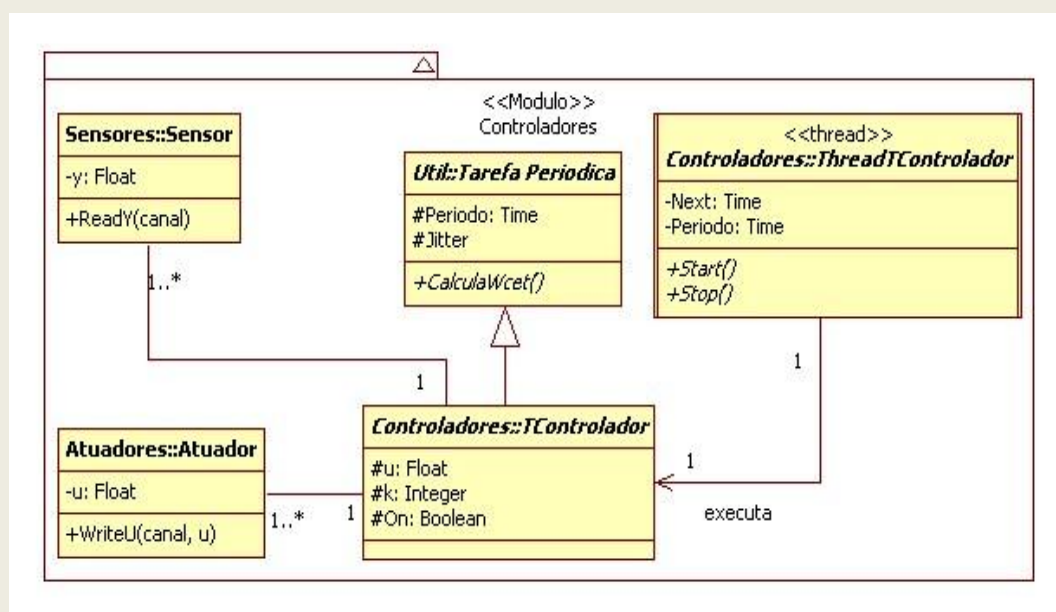 <<Modulo>>
Controladores
Sensores::Sensor
-y: Float
+ReadY(canal)
Util::Tarefa Periodica
#Periodo: Time
#Jitter
+CalculaWcet()
<<thread>>
Controladores::ThreadTControlador
-Next: Time
-Periodo: Time
+Start()
+Stop()
1..*
1
1
Atuadores::Atuador
-u: Float
+WriteU(canal, u)
1..*
1
Controladores::TControlador
#u: Float
#k: Integer
#On: Boolean
1
executa